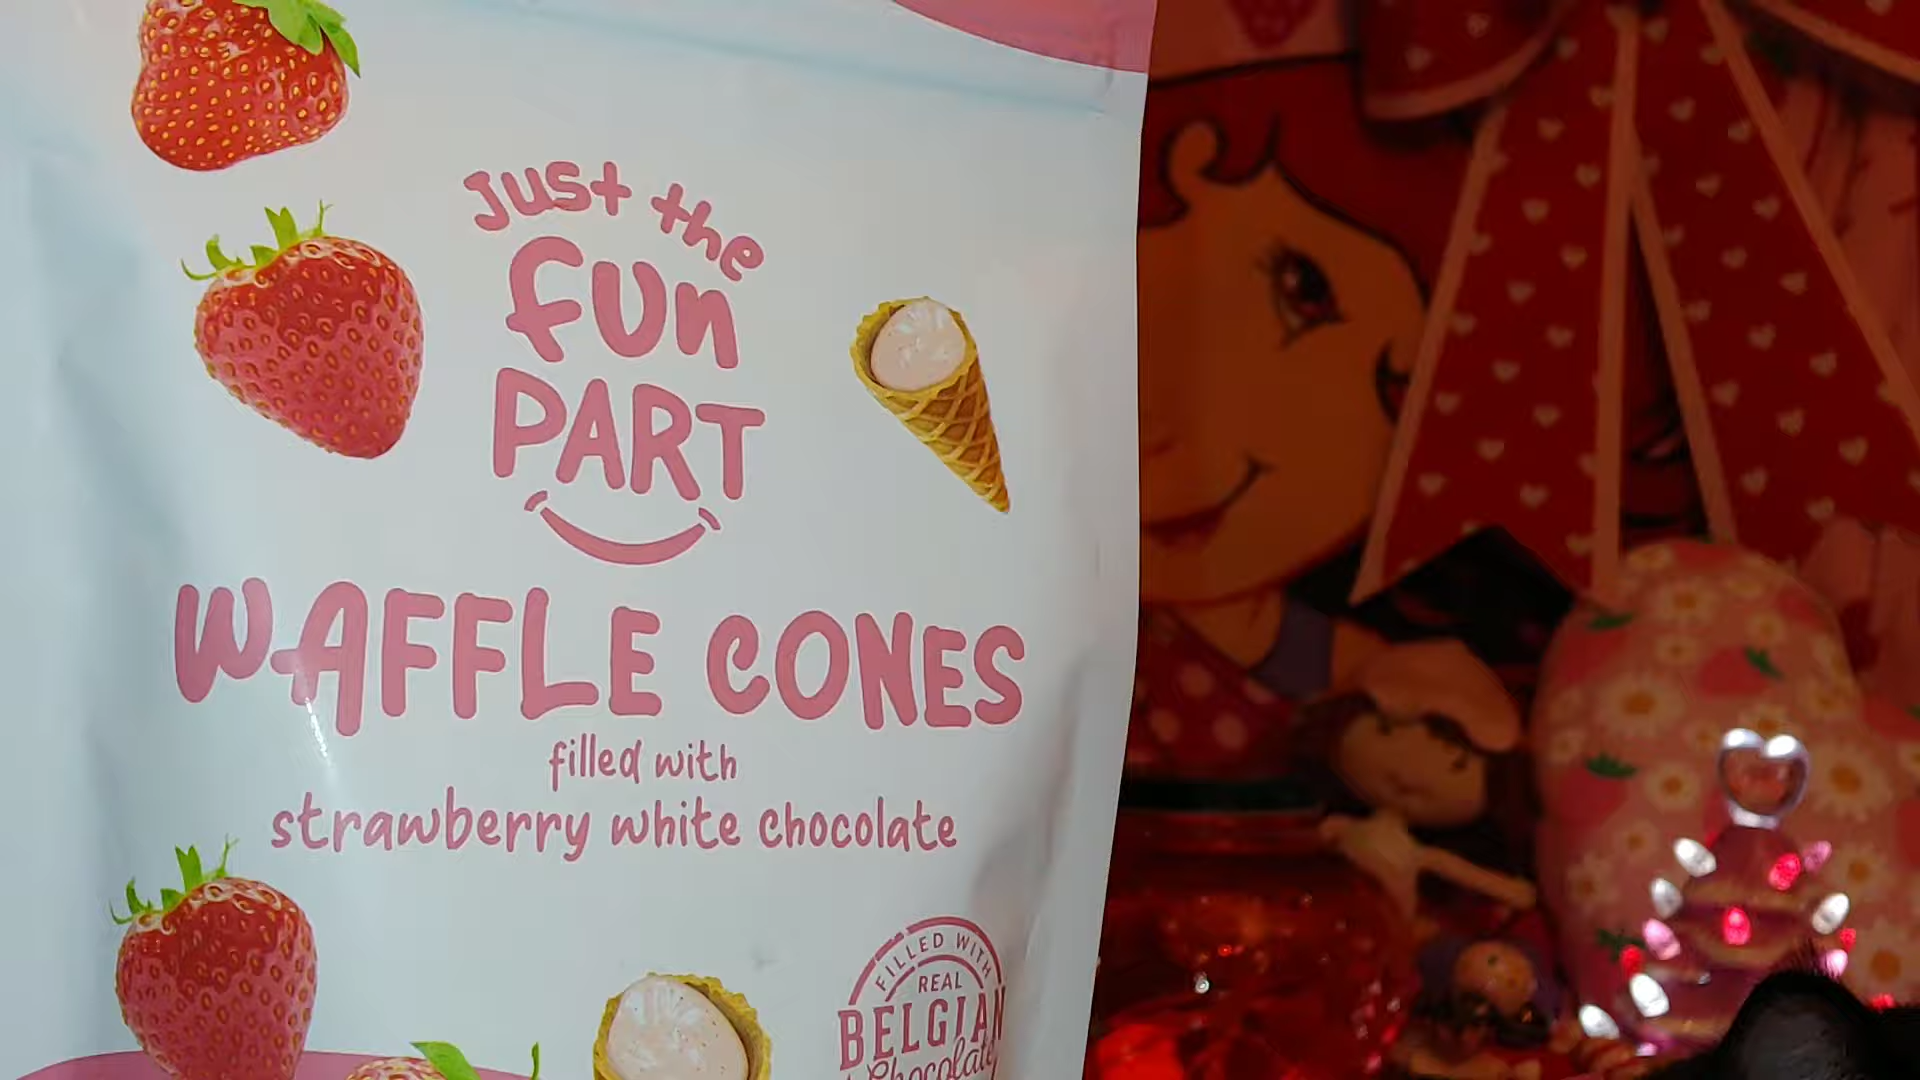 Just the
fun
PART
WAFFLE CONES
filled with
strawberry white chocolate
FILLED WITH
REAL
BELGIAN
Chocolate